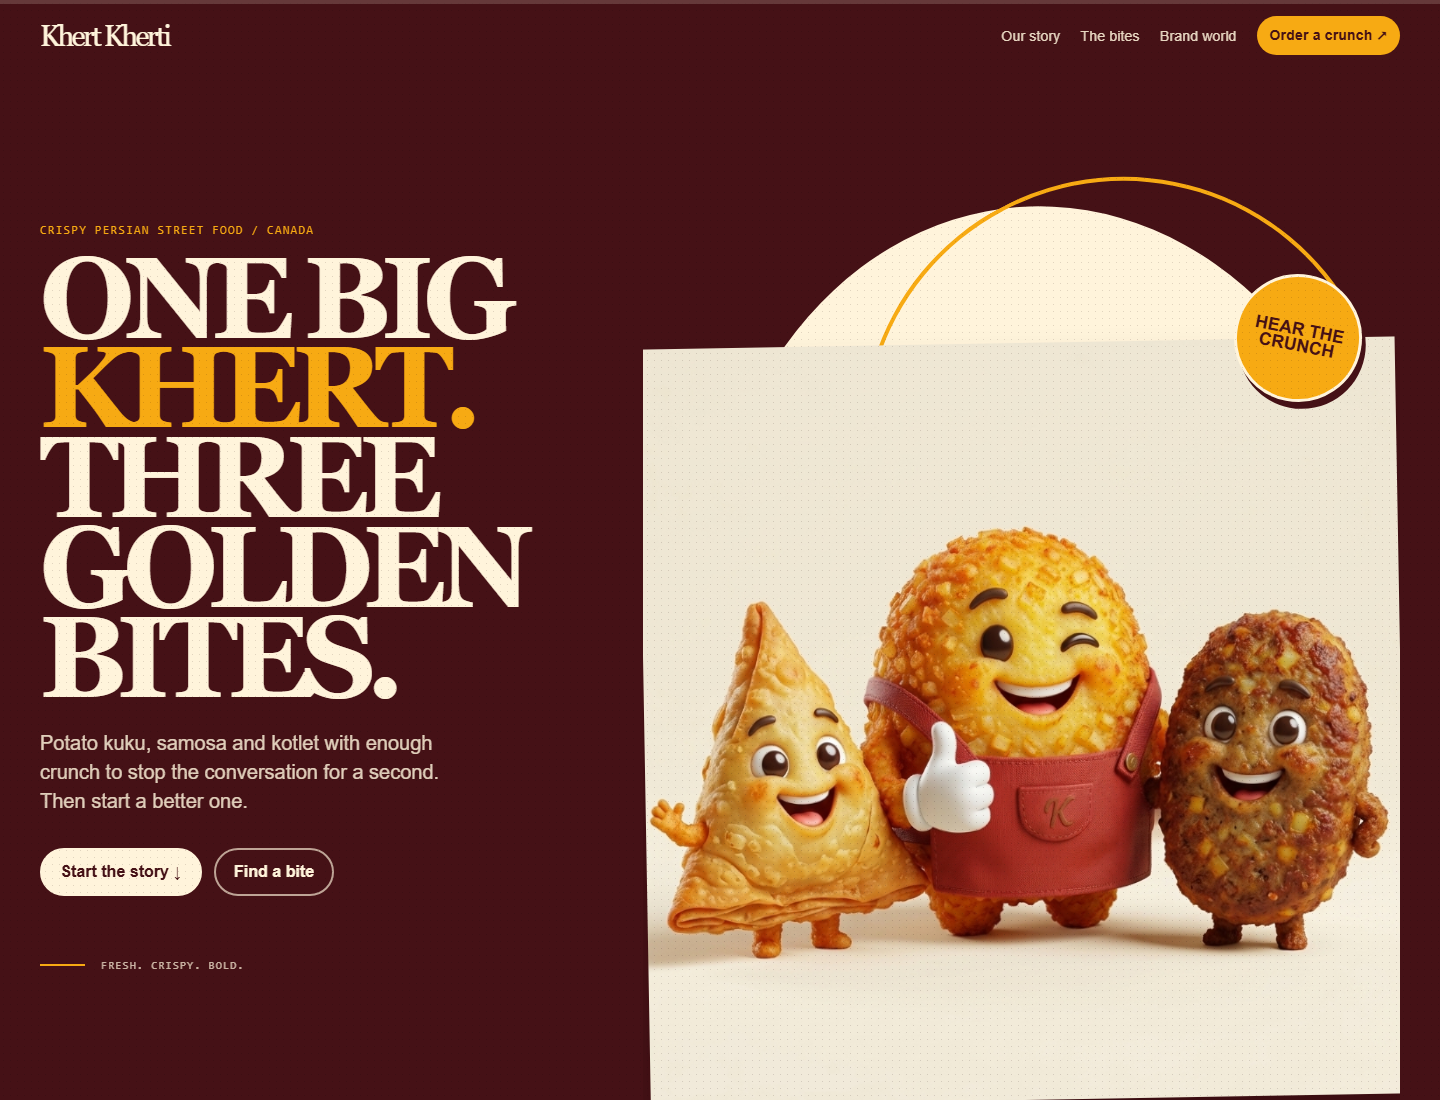 Khert Kherti
Our story
The bites
Brand world
Order a crunch ↗
CRISPY PERSIAN STREET FOOD / CANADA
ONE BIG
KHERT.
THREE
GOLDEN
BITES.
Potato kuku, samosa and kotlet with enough
crunch to stop the conversation for a second.
Then start a better one.
Start the story ↓
Find a bite
FRESH. CRISPY. BOLD.
HEAR THE
CRUNCH
K